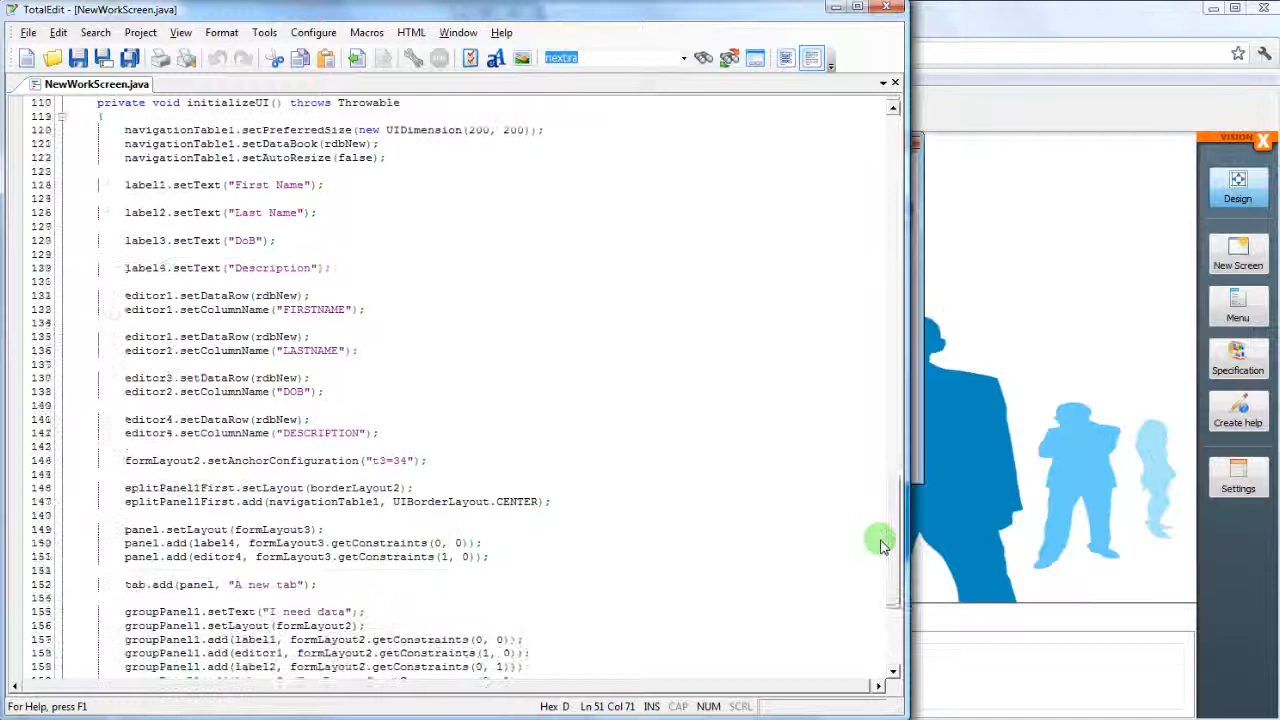 TotalEdit - [NewWorkScreen.java]
File Edit Search Project View Format Tools Configure Macros HTML Window Help
nextra
NewWorkScreen.java
private void initializeUI() throws Throwable
{
navigationTable1.setPreferredSize(new UIDimension(200, 200));
navigationTable1.setDataBook(rdbNew);
navigationTable1.setAutoResize(false);
label1.setText("First Name");
label2.setText("Last Name");
label3.setText("DoB");
label4.setText("Description");
editor1.setDataRow(rdbNew);
editor1.setColumnName("FIRSTNAME");
editor2.setDataRow(rdbNew);
editor2.setColumnName("LASTNAME");
editor3.setDataRow(rdbNew);
editor2.setColumnName("DOB");
editor4.setDataRow(rdbNew);
editor4.setColumnName("DESCRIPTION");
formLayout2.setAnchorConfiguration("t3=34");
splitPanel1First.setLayout(borderLayout2);
splitPanel1First.add(navigationTable1, UIBorderLayout.CENTER);
panel.setLayout(formLayout3);
panel.add(label4, formLayout3.getConstraints(0, 0));
panel.add(editor4, formLayout3.getConstraints(1, 0));
tab.add(panel, "A new tab");
groupPanel1.setText("I need data");
groupPanel1.setLayout(formLayout2);
groupPanel1.add(label1, formLayout2.getConstraints(0, 0));
groupPanel1.add(editor1, formLayout2.getConstraints(1, 0));
groupPanel1.add(label2, formLayout2.getConstraints(0, 1));
For Help, press F1
Hex D Ln 51 Col 71 INS CAP NUM SCRL
VISION
Design
New Screen
Menu
Specification
Create help
Settings